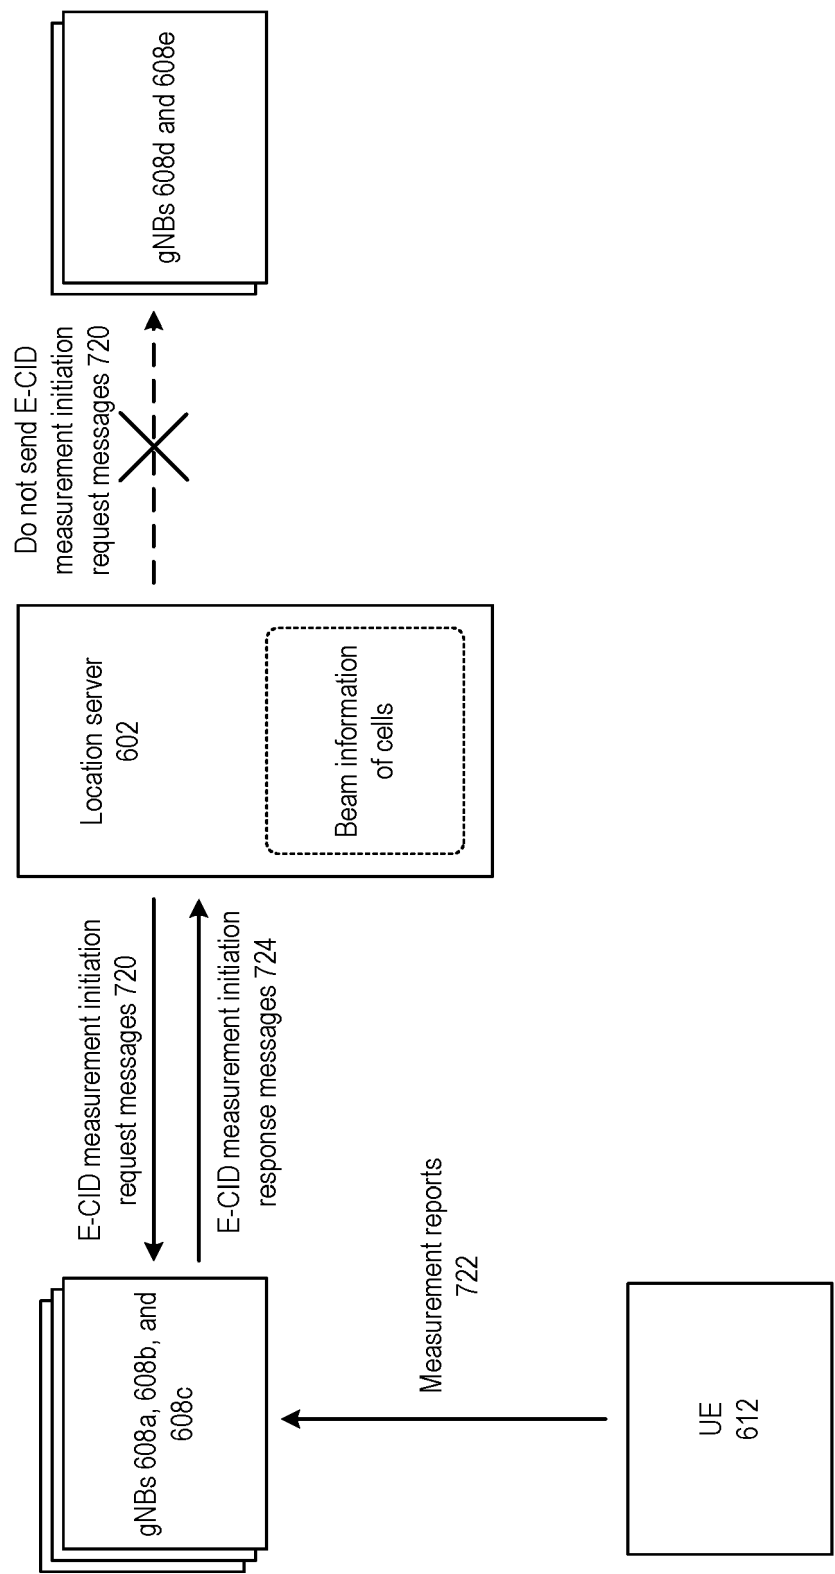 gNBs 608a, 608b, and
608c
E-CID measurement initiation
request messages 720
E-CID measurement initiation
response messages 724
Location server
602
Beam information
of cells
Do not send E-CID
measurement initiation
request messages 720
gNBs 608d and 608e
Measurement reports
722
UE
612